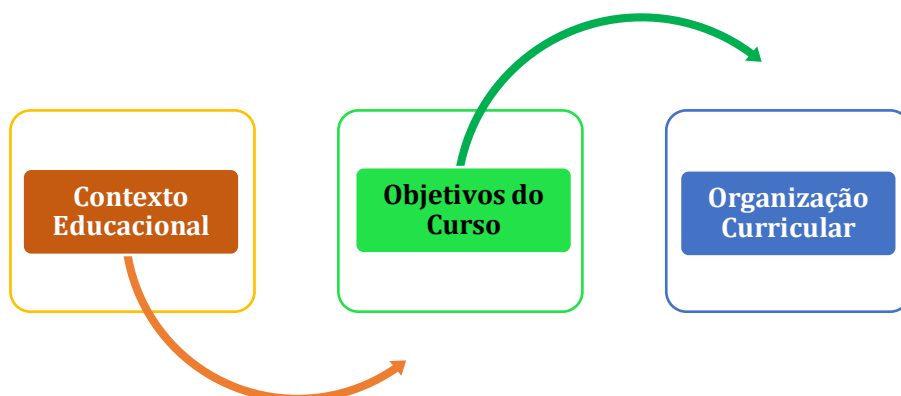 Contexto
Educacional
Objetivos do
Curso
Organização
Curricular